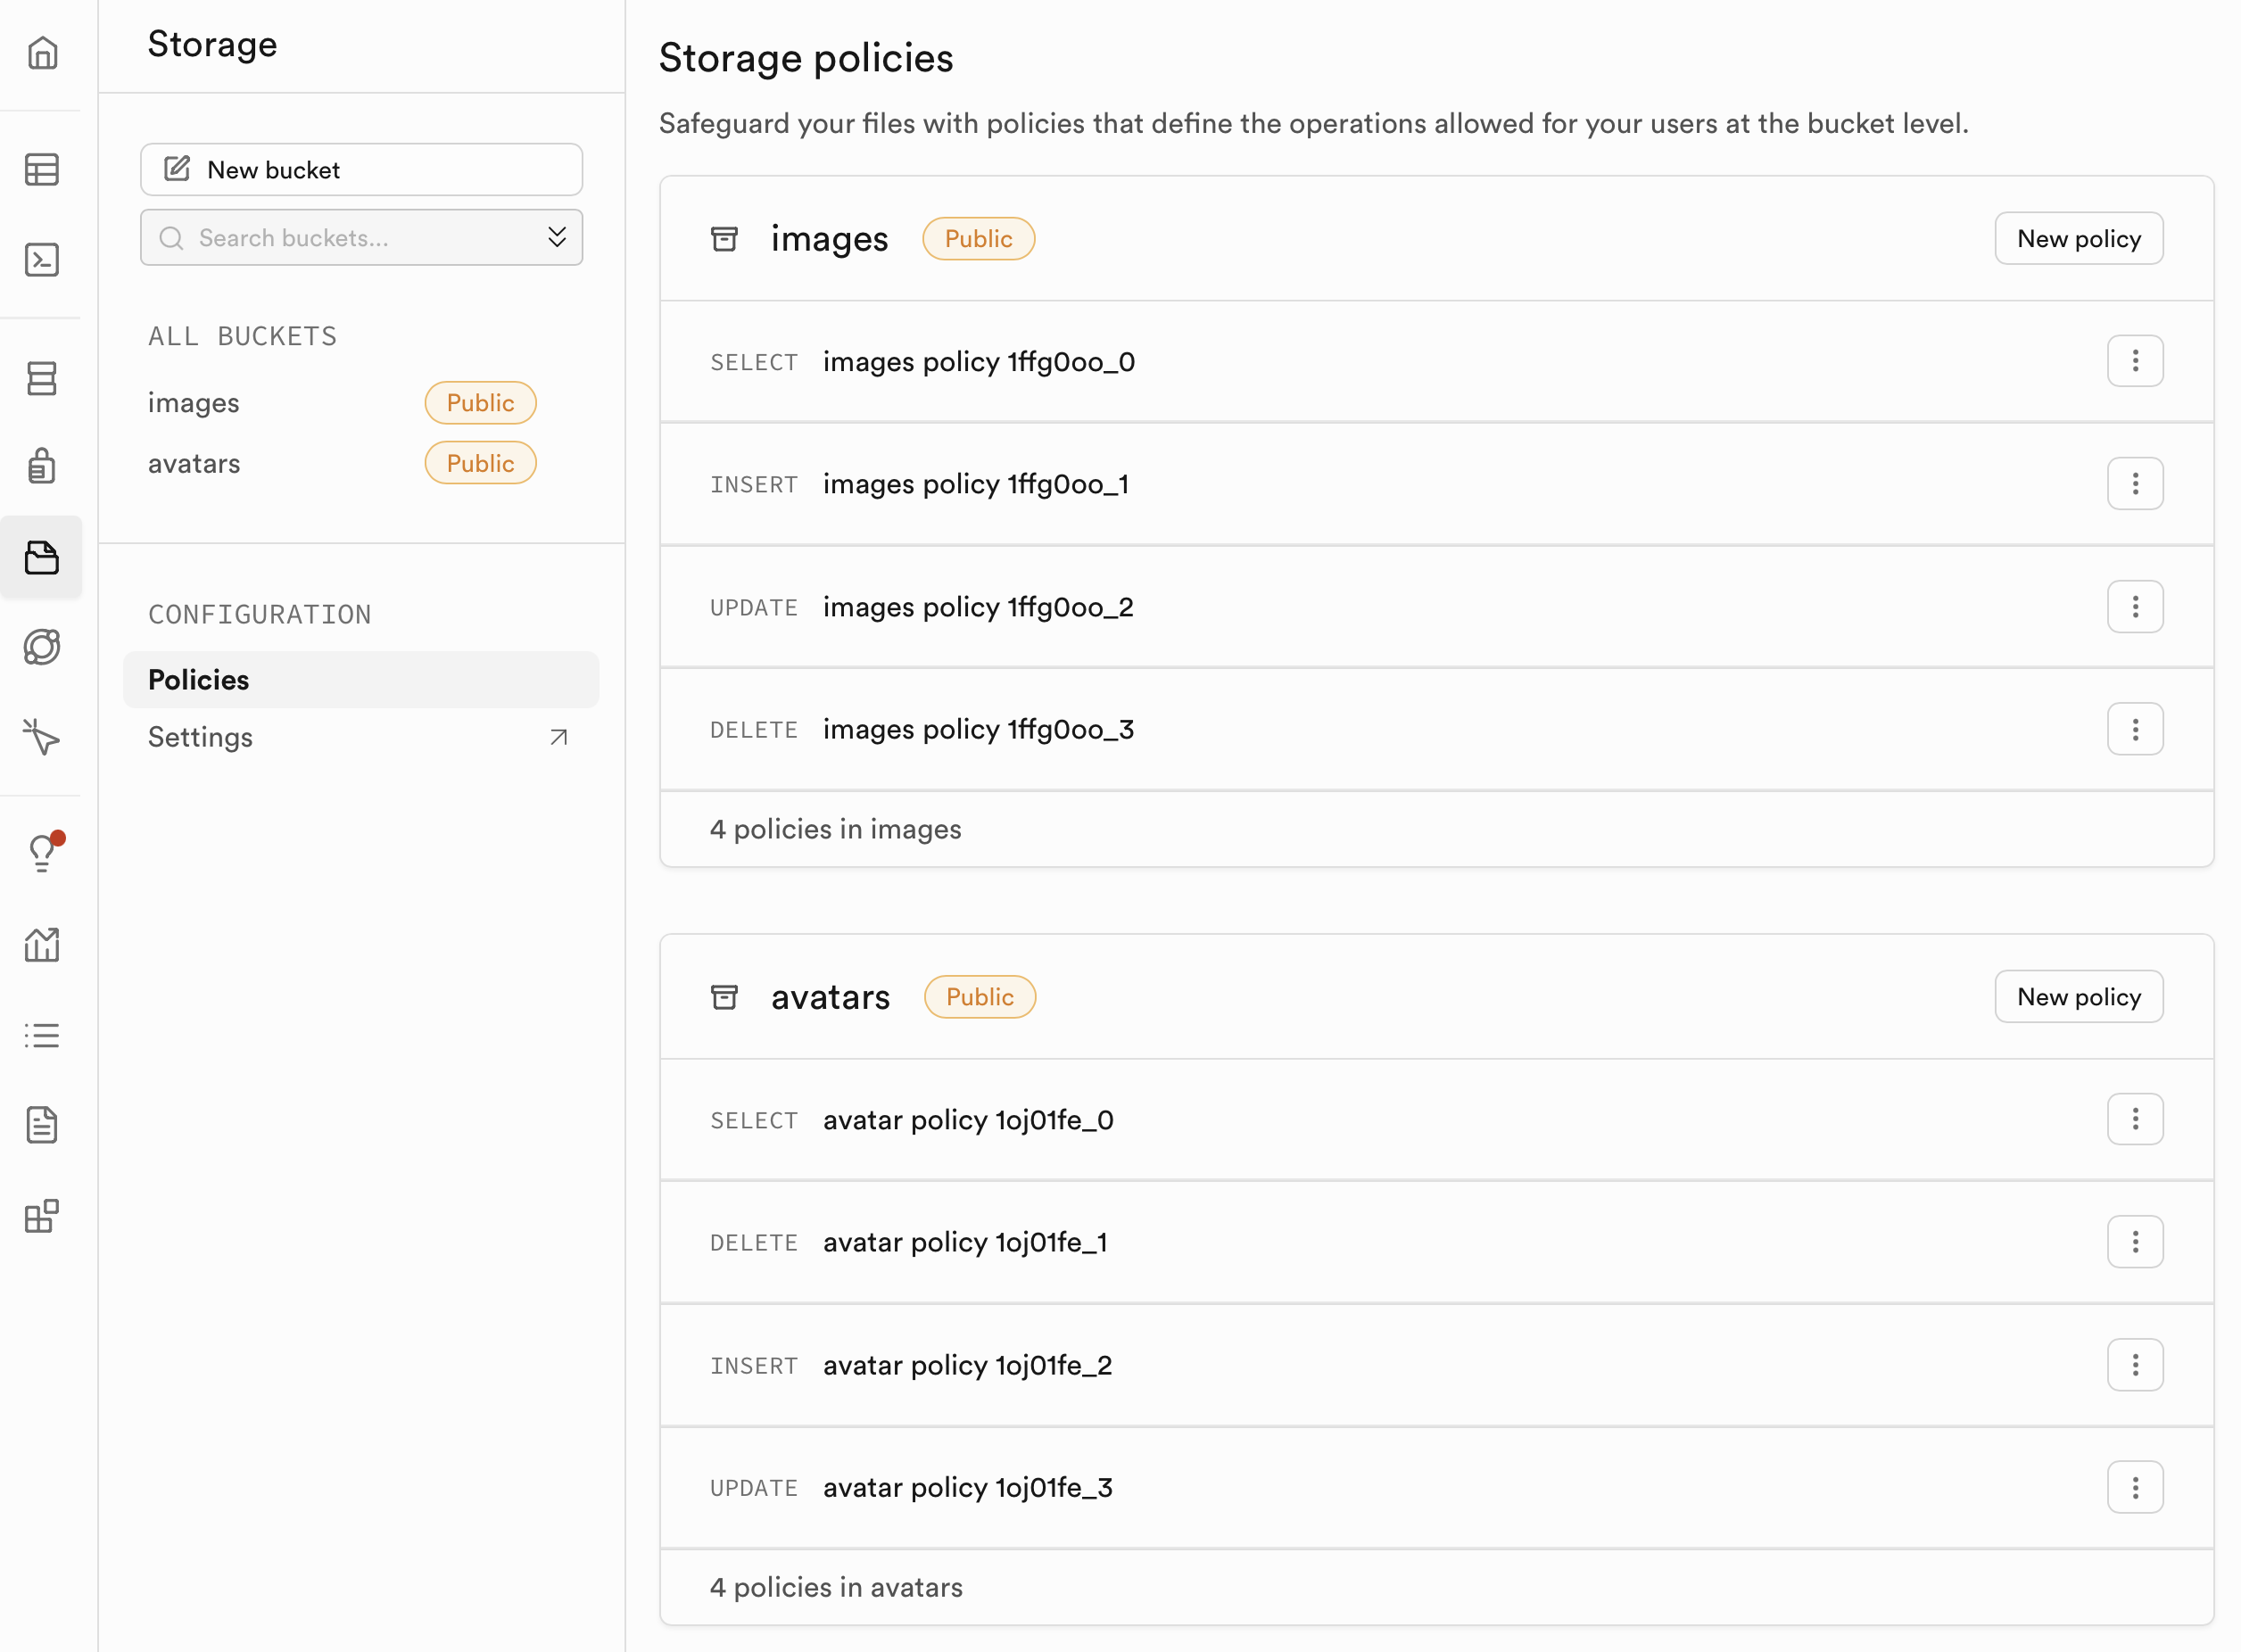 Storage
New bucket
Search buckets...
ALL BUCKETS
images Public
avatars Public
CONFIGURATION
Policies
Settings
Storage policies
Safeguard your files with policies that define the operations allowed for your users at the bucket level.
images Public New policy
SELECT images policy 1ffg0oo_0
INSERT images policy 1ffg0oo_1
UPDATE images policy 1ffg0oo_2
DELETE images policy 1ffg0oo_3
4 policies in images
avatars Public New policy
SELECT avatar policy 1oj01fe_0
DELETE avatar policy 1oj01fe_1
INSERT avatar policy 1oj01fe_2
UPDATE avatar policy 1oj01fe_3
4 policies in avatars